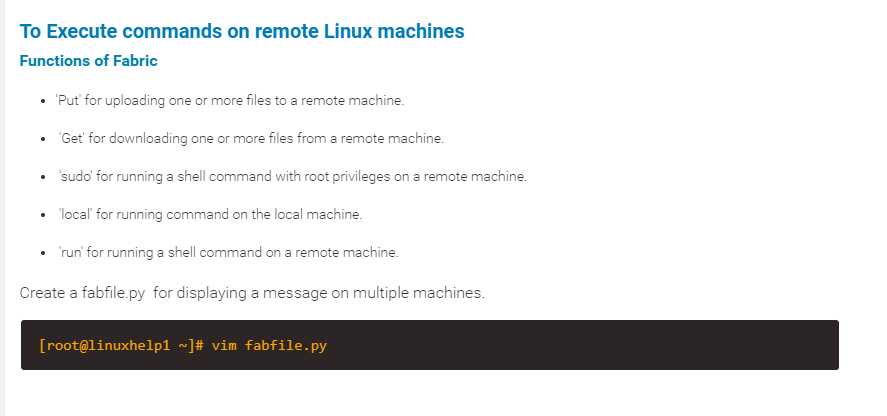 To Execute commands on remote Linux machines
Functions of Fabric
• 'Put' for uploading one or more files to a remote machine.
• 'Get' for downloading one or more files from a remote machine.
• 'sudo' for running a shell command with root privileges on a remote machine.
• 'local' for running command on the local machine.
• 'run' for running a shell command on a remote machine.
Create a fabfile.py  for displaying a message on multiple machines.
[root@linuxhelp1 ~]# vim fabfile.py